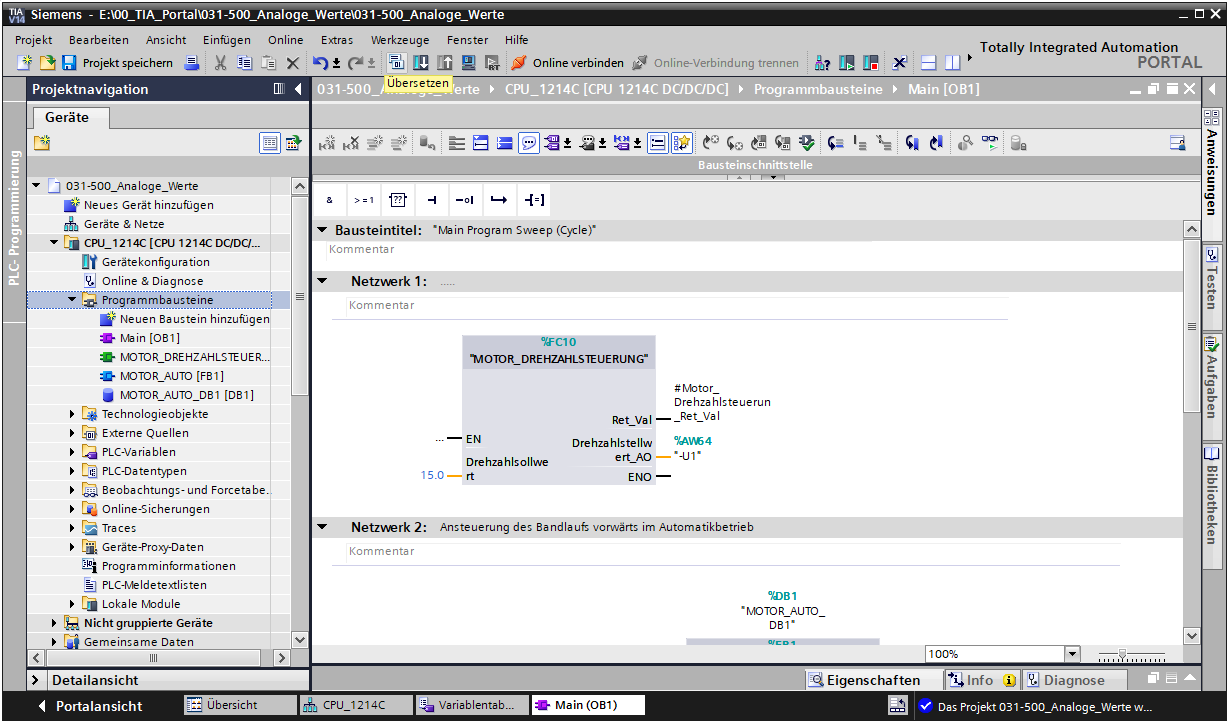 TIA
V14
Siemens - E:\00_TIA_Portal\031-500_Analoge_Werte\031-500_Analoge_Werte
Projekt Bearbeiten Ansicht Einfügen Online Extras Werkzeuge Fenster Hilfe
Totally Integrated Automation
PORTAL
Projekt speichern
Online verbinden
Online-Verbindung trennen
Übersetzen
Projektnavigation
Geräte
031-500_Analoge_Werte
Neues Gerät hinzufügen
Geräte & Netze
CPU_1214C [CPU 1214C DC/DC/...
Gerätekonfiguration
Online & Diagnose
Programmbausteine
Neuen Baustein hinzufügen
Main [OB1]
MOTOR_DREHZAHLSTEUER...
MOTOR_AUTO [FB1]
MOTOR_AUTO_DB1 [DB1]
Technologieobjekte
Externe Quellen
PLC-Variablen
PLC-Datentypen
Beobachtungs- und Forcetabe...
Online-Sicherungen
Traces
Geräte-Proxy-Daten
Programminformationen
PLC-Meldetextlisten
Lokale Module
Nicht gruppierte Geräte
Gemeinsame Daten
Detailansicht
PLC- Programmierung
031-500_Analoge_Werte CPU_1214C [CPU 1214C DC/DC/DC] Programmbausteine Main [OB1]
Bausteinschnittstelle
& >=1 ?? -o| -[=]
Bausteintitel: "Main Program Sweep (Cycle)"
Kommentar
Netzwerk 1: .....
Kommentar
%FC10
"MOTOR_DREHZAHLSTEUERUNG"
#Motor_
Drehzahlsteuerun
_Ret_Val
Ret_Val
... EN
Drehzahlstellw
ert_AO
%AW64
"-U1"
Drehzahlsollwe
rt
15.0
ENO
Netzwerk 2: Ansteuerung des Bandlaufs vorwärts im Automatikbetrieb
Kommentar
%DB1
"MOTOR_AUTO_
DB1"
%FB1
100%
Eigenschaften
Info
Diagnose
Anweisungen
Testen
Aufgaben
Bibliotheken
Portalansicht
Übersicht
CPU_1214C
Variablentab...
Main (OB1)
Das Projekt 031-500_Analoge_Werte w...